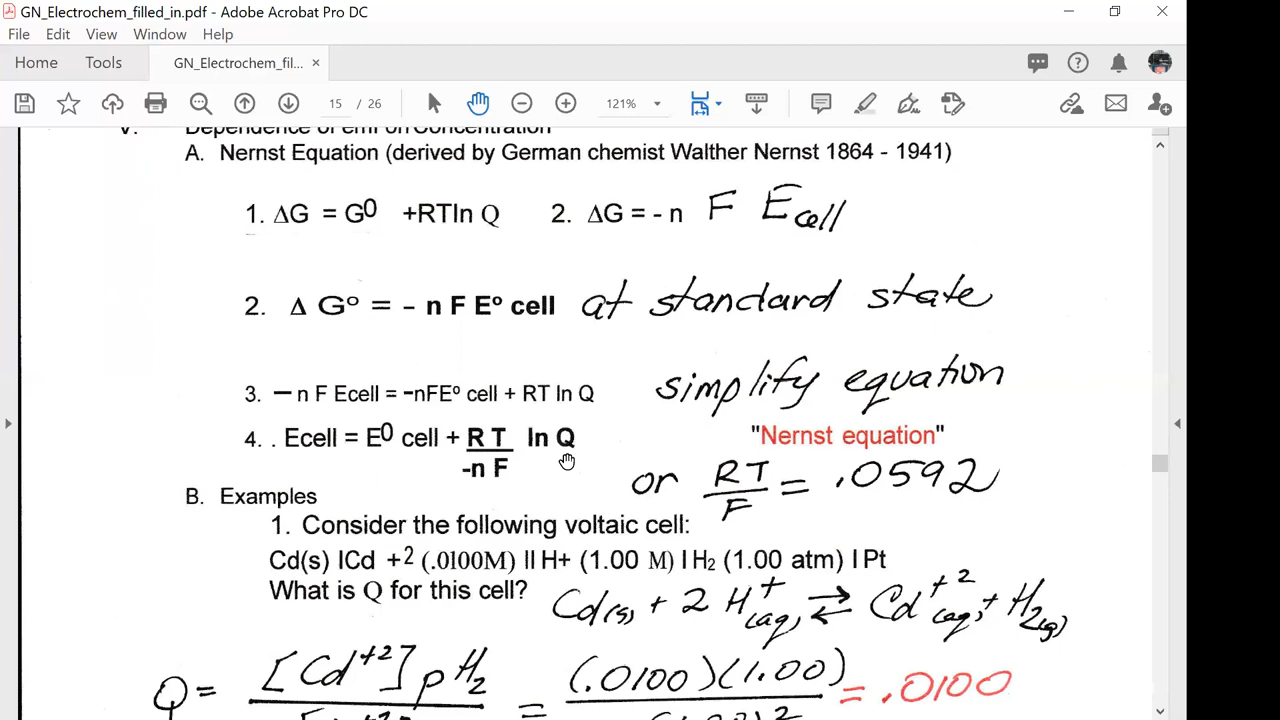 GN_Electrochem_filled_in.pdf - Adobe Acrobat Pro DC
File Edit View Window Help
Home Tools GN_Electrochem_fil... ×
15 / 26 121%
V. Dependence of emf on Concentration
A. Nernst Equation (derived by German chemist Walther Nernst 1864 - 1941)
1. ΔG = G⁰ +RTln Q 2. ΔG = - n F Ecell
2. Δ G° = - n F E° cell at standard state
3. – n F Ecell = -nFE° cell + RT ln Q simplify equation
4. . Ecell = E⁰ cell + R T / -n F ln Q "Nernst equation"
or RT / F = .0592
B. Examples
1. Consider the following voltaic cell:
Cd(s) lCd +2 (.0100M) ll H+ (1.00 M) l H₂ (1.00 atm) l Pt
What is Q for this cell? Cd(s) + 2 H⁺(aq) ⇌ Cd⁺²(aq) + H₂(g)
Q = [Cd⁺²] pH₂ = (.0100)(1.00) = .0100